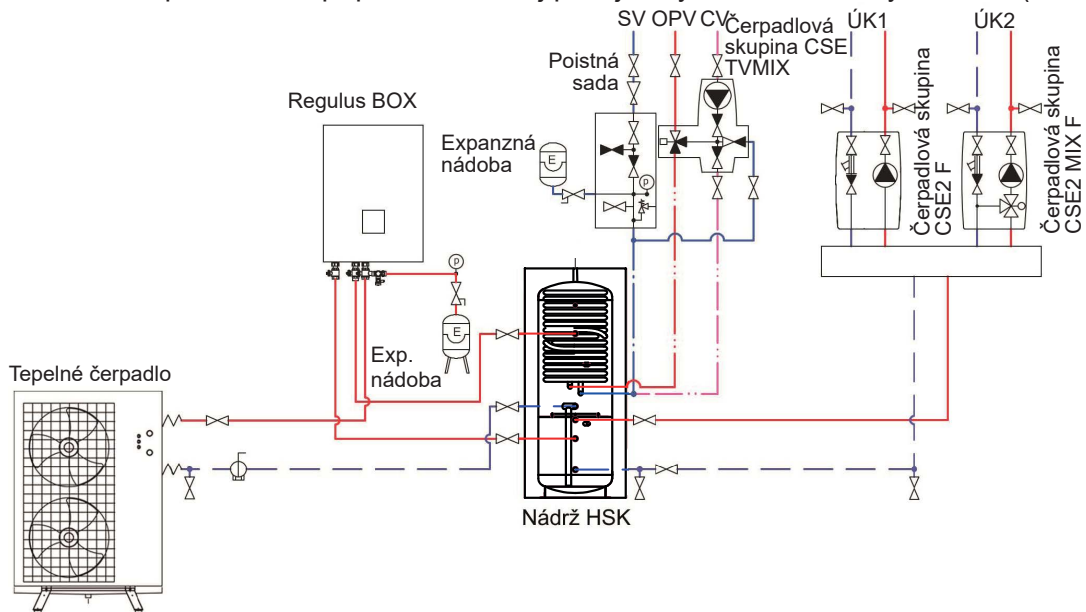 SV OPV CV
Čerpadlová
skupina CSE
TVMIX
ÚK1
ÚK2
Poistná
sada
Regulus BOX
Expanzná
nádoba
E
p
Čerpadlová skupina
CSE2 F
Čerpadlová skupina
CSE2 MIX F
p
E
Exp.
nádoba
Tepelné čerpadlo
Nádrž HSK